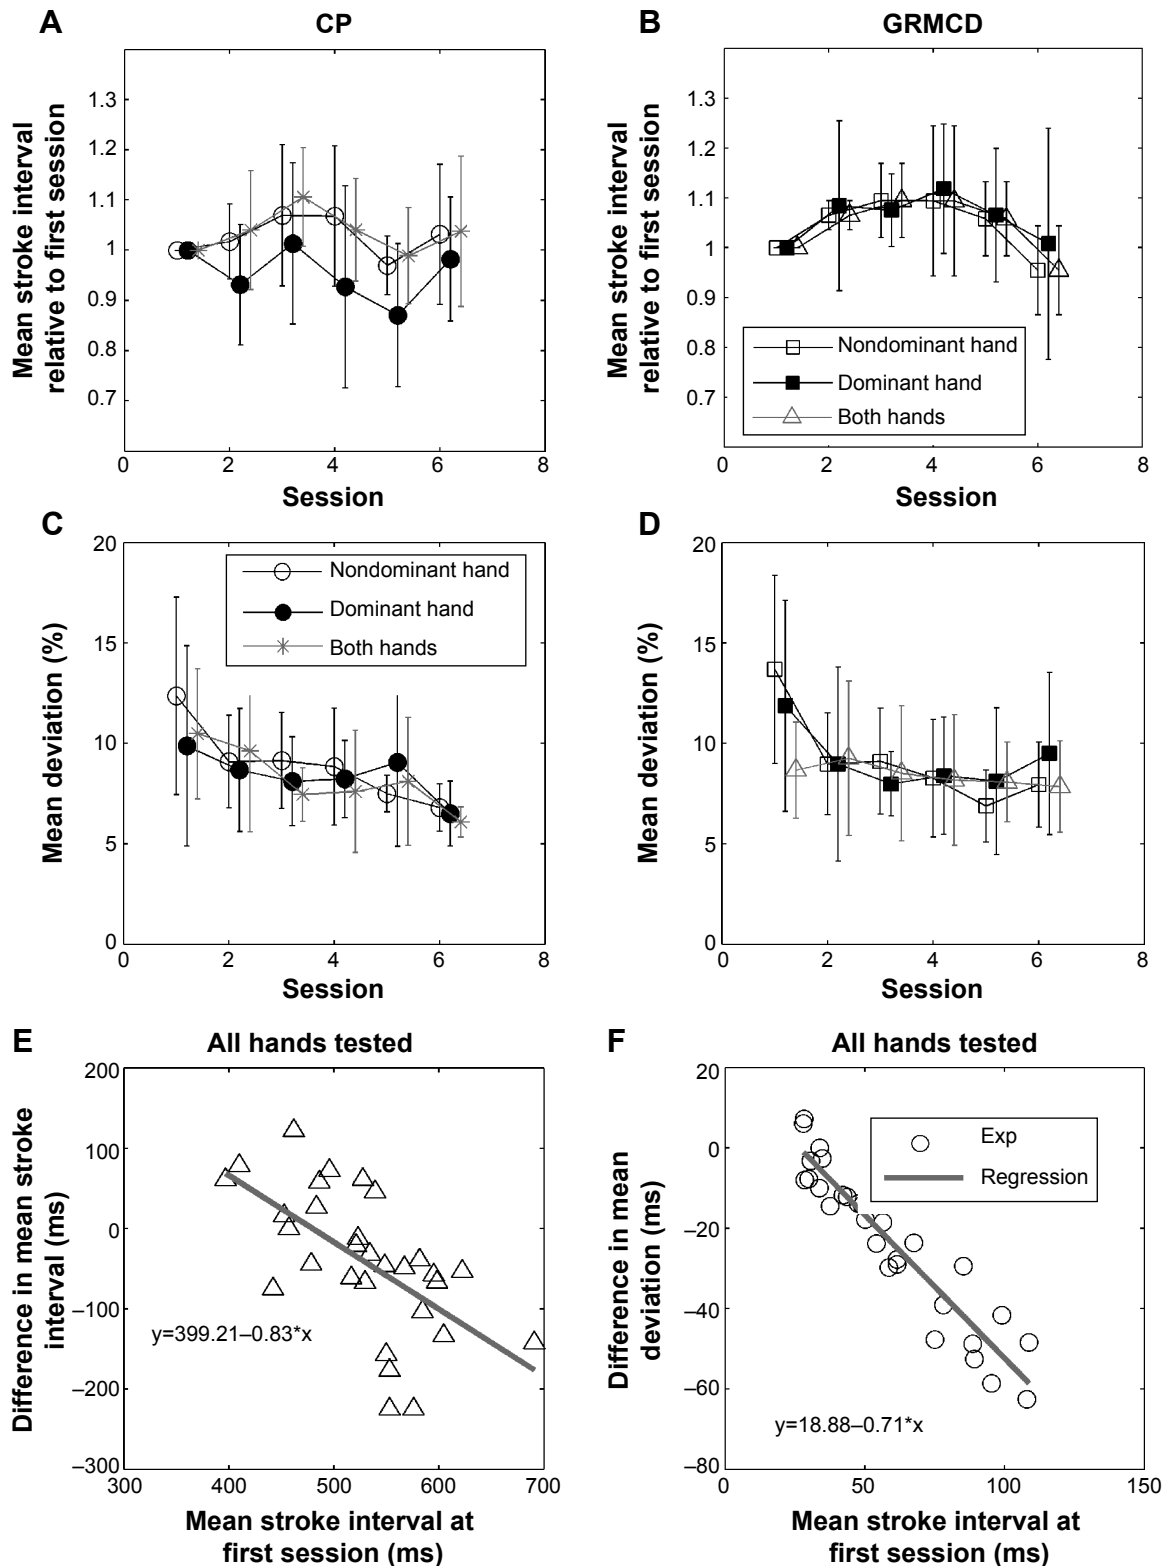 A
CP
Mean stroke interval
relative to first session
1.3
1.2
1.1
1
0.9
0.8
0.7
0
2
4
6
8
Session
B
GRMCD
Mean stroke interval
relative to first session
1.3
1.2
1.1
1
0.9
0.8
0.7
Nondominant hand
Dominant hand
Both hands
0
2
4
6
8
Session
C
Mean deviation (%)
20
15
10
5
0
Nondominant hand
Dominant hand
Both hands
0
2
4
6
8
Session
D
Mean deviation (%)
20
15
10
5
0
0
2
4
6
8
Session
E
All hands tested
Difference in mean stroke
interval (ms)
200
100
0
–100
–200
–300
y=399.21–0.83*x
300
400
500
600
700
Mean stroke interval at
first session (ms)
F
All hands tested
Difference in mean
deviation (ms)
20
0
–20
–40
–60
–80
Exp
Regression
y=18.88–0.71*x
0
50
100
150
Mean stroke interval at
first session (ms)